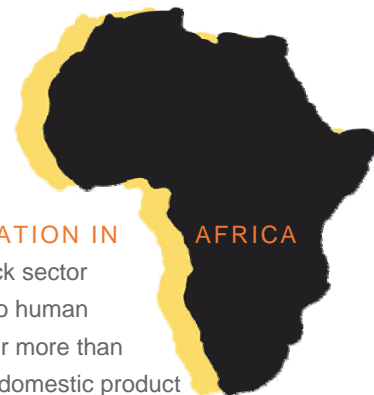 ATION IN AFRICA
ck sector
o human
r more than
domestic product